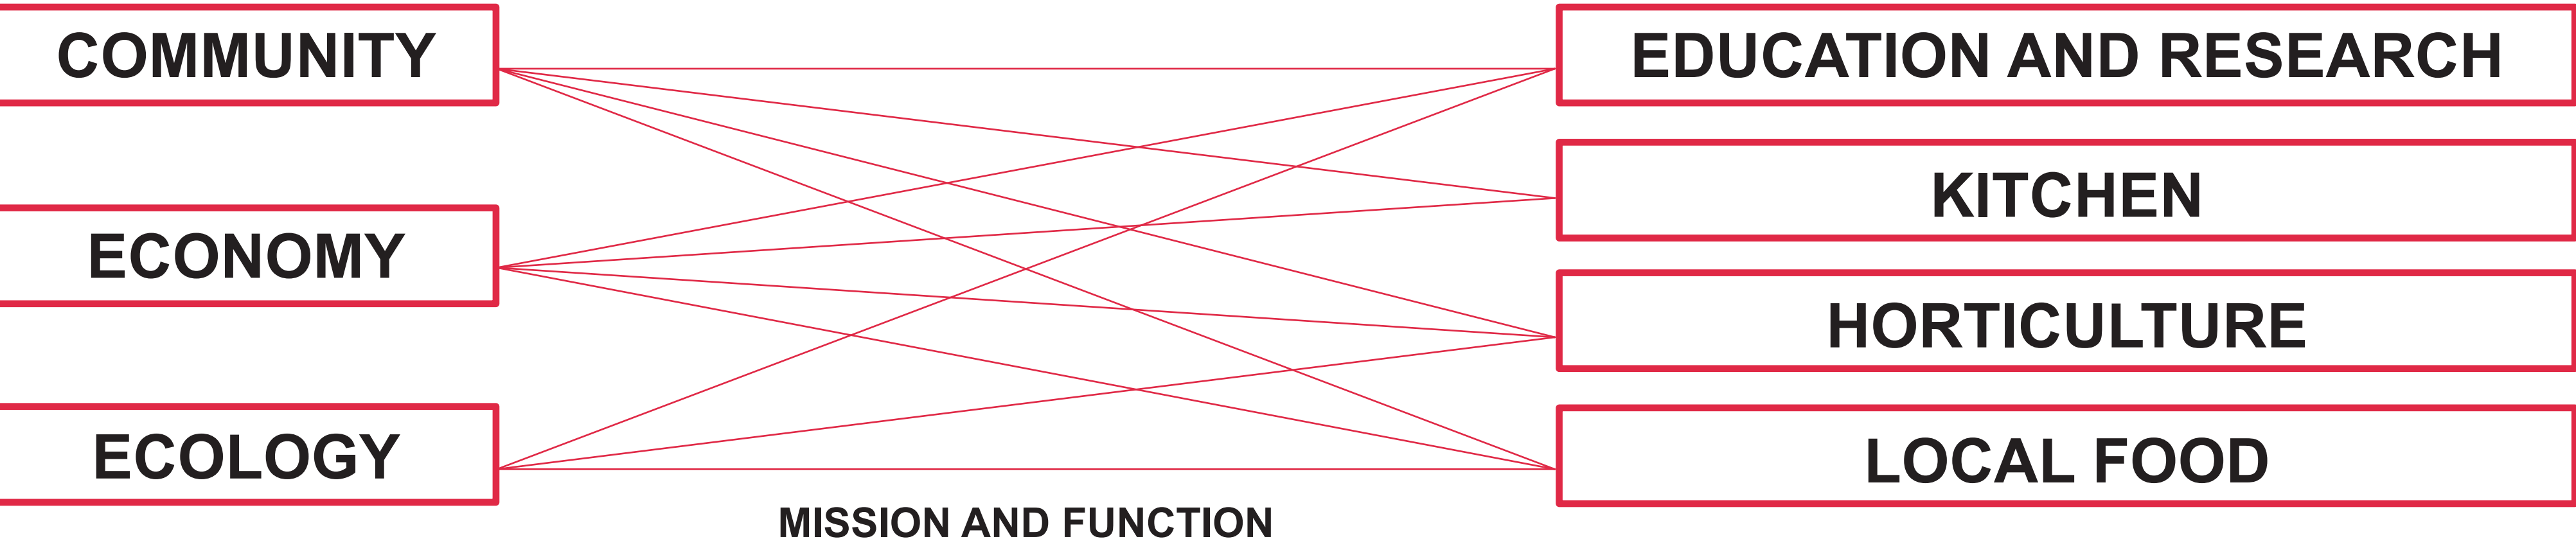 COMMUNITY
ECONOMY
ECOLOGY
EDUCATION AND RESEARCH
KITCHEN
HORTICULTURE
LOCAL FOOD
MISSION AND FUNCTION